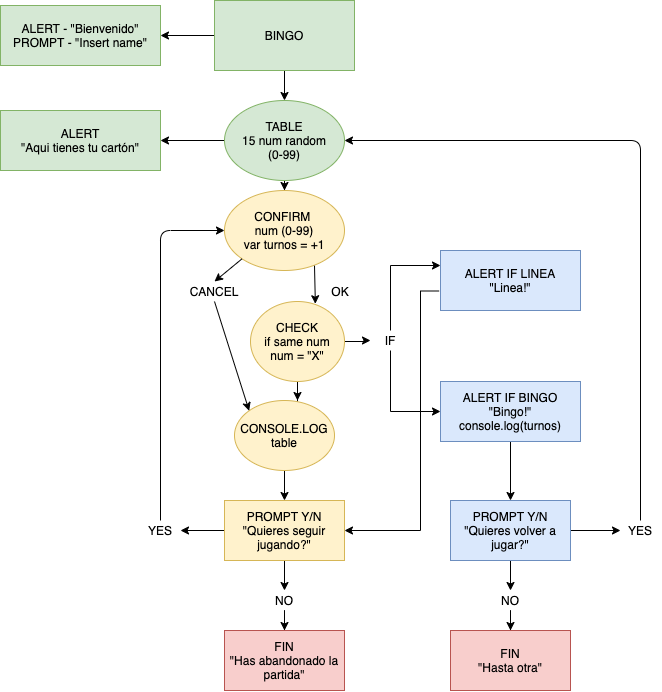 ALERT - "Bienvenido"
PROMPT - "Insert name"
BINGO
ALERT
"Aqui tienes tu cartón"
TABLE
15 num random
(0-99)
CONFIRM
num (0-99)
var turnos = +1
CANCEL
OK
CHECK
if same num
num = "X"
IF
ALERT IF LINEA
"Linea!"
ALERT IF BINGO
"Bingo!"
console.log(turnos)
CONSOLE.LOG
table
YES
PROMPT Y/N
"Quieres seguir
jugando?"
PROMPT Y/N
"Quieres volver a
jugar?"
YES
NO
NO
FIN
"Has abandonado la
partida"
FIN
"Hasta otra"